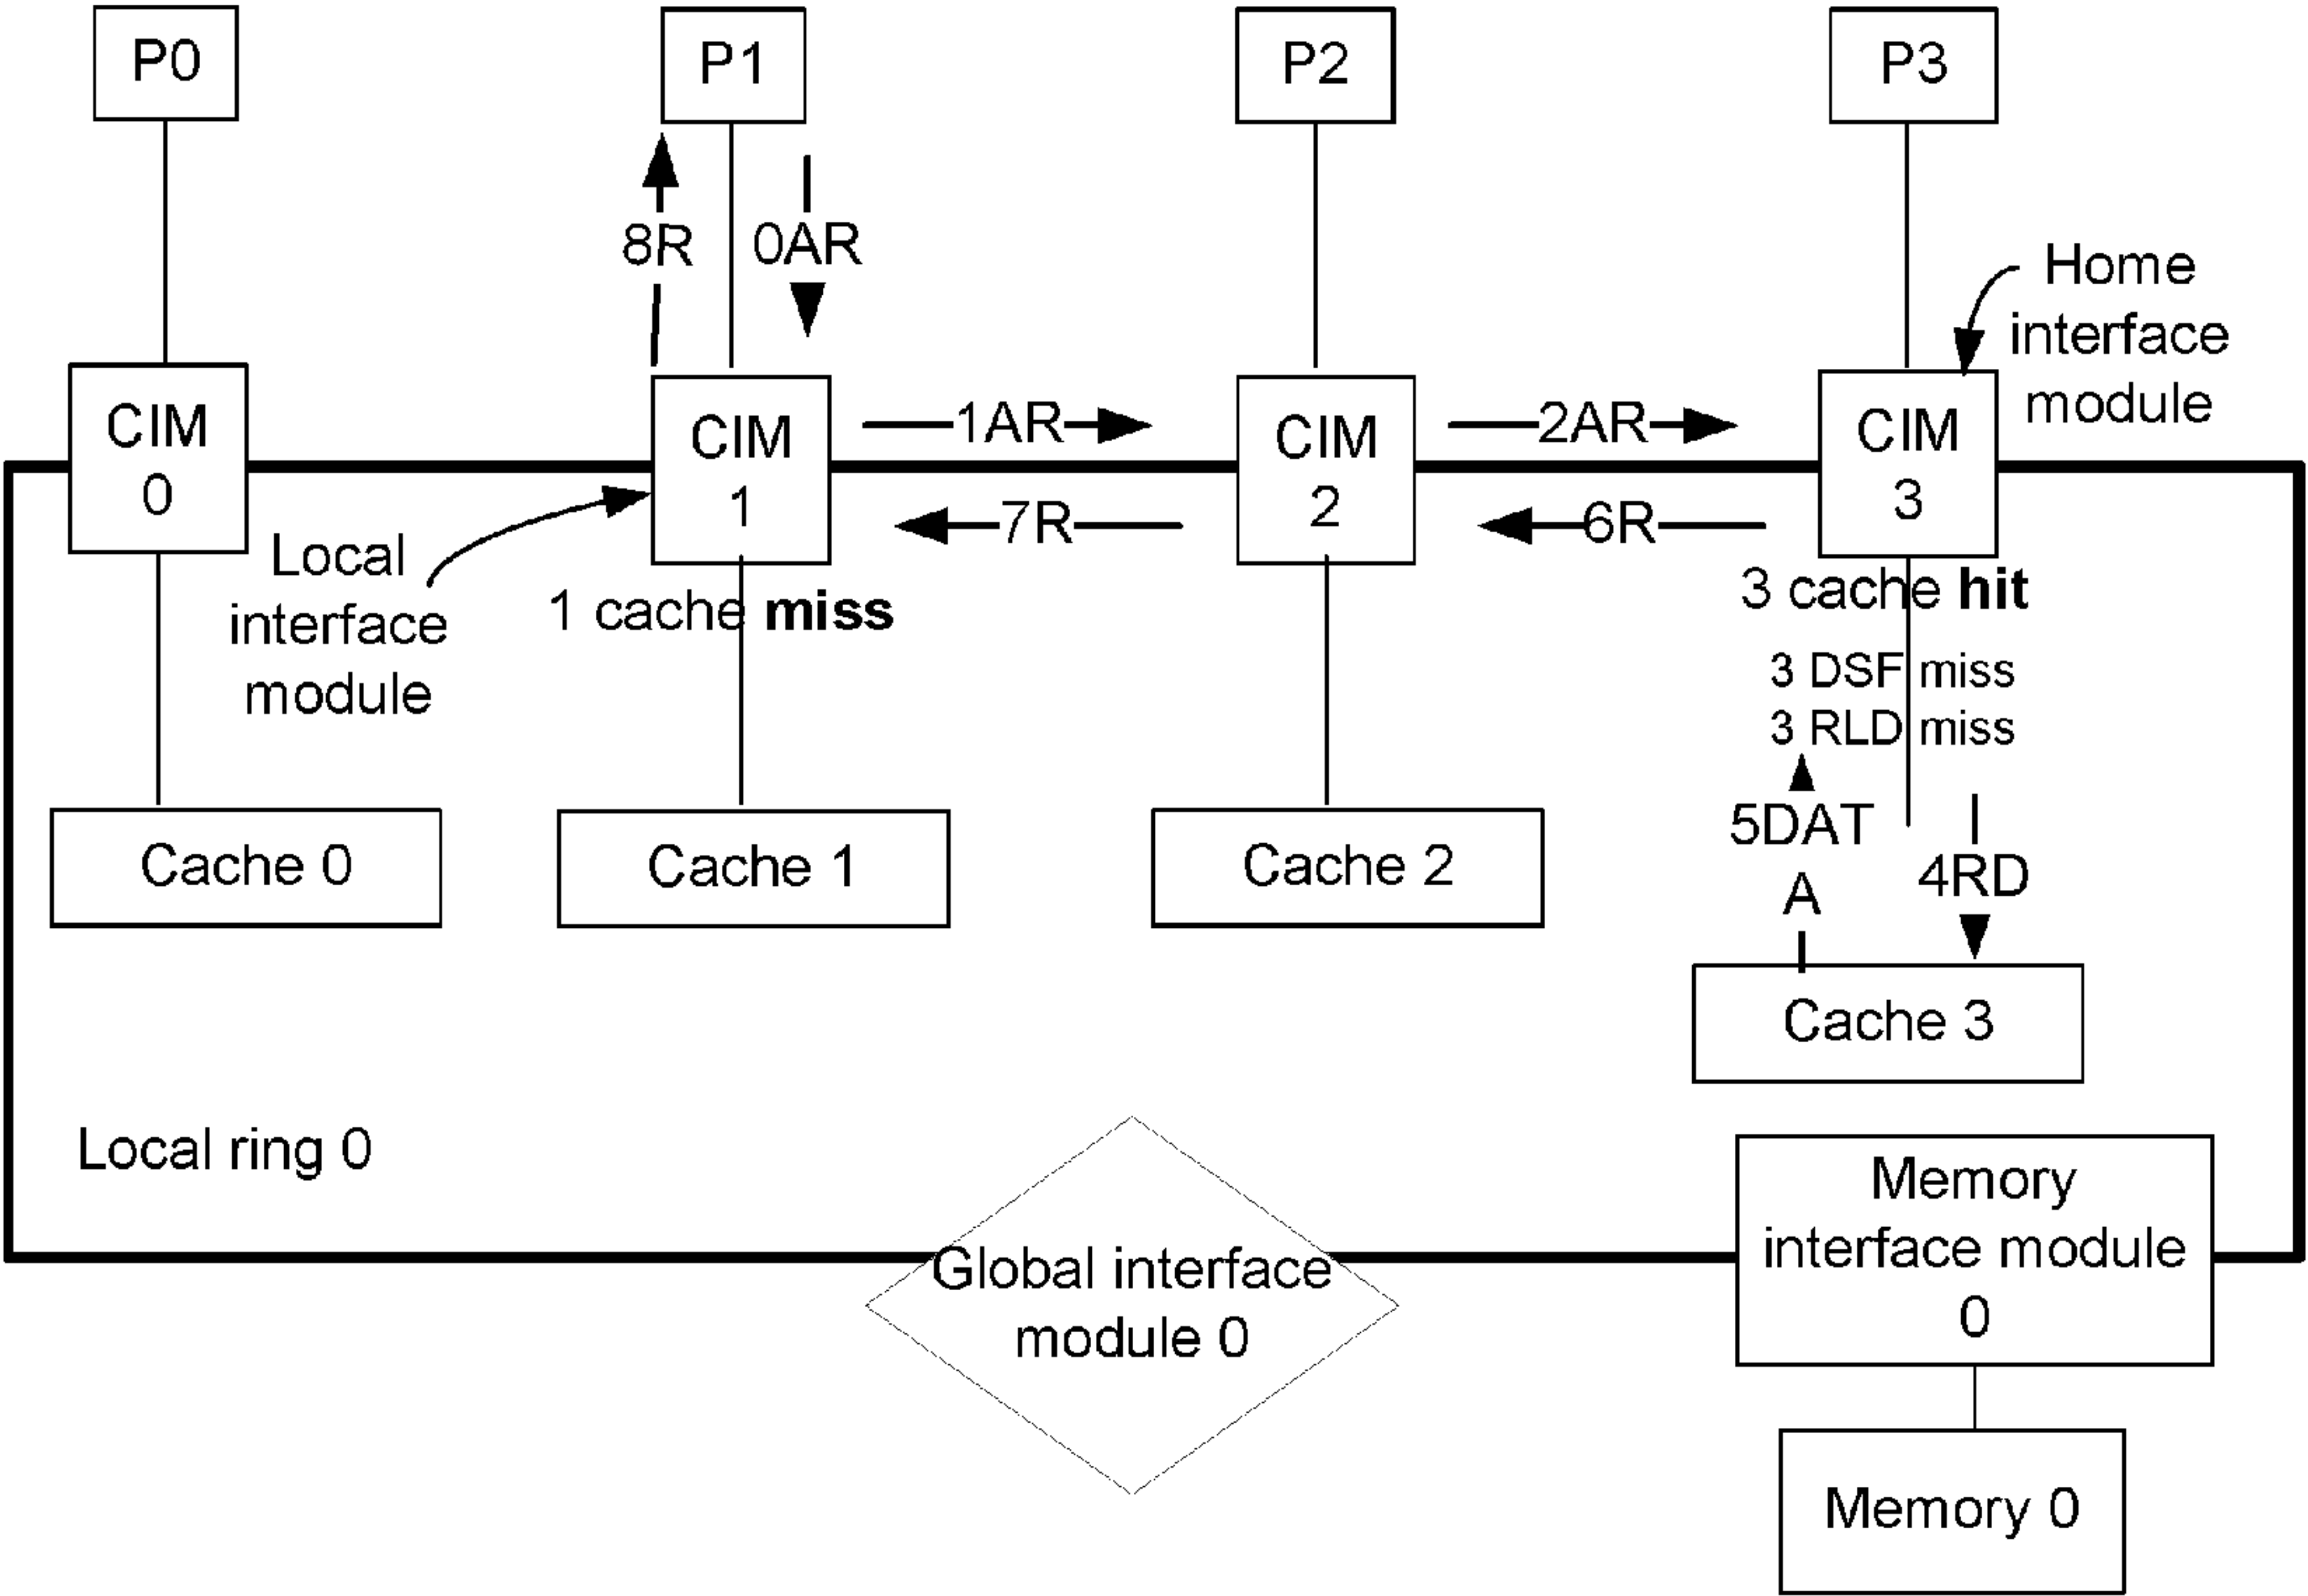 P0
P1
P2
P3
8R
0AR
Home
interface
module
CIM
0
CIM
1
1AR
CIM
2
2AR
CIM
3
7R
6R
Local
interface
module
1 cache miss
3 cache hit
3 DSF miss
3 RLD miss
5DAT
A
4RD
Cache 0
Cache 1
Cache 2
Cache 3
Local ring 0
Global interface
module 0
Memory
interface module
0
Memory 0